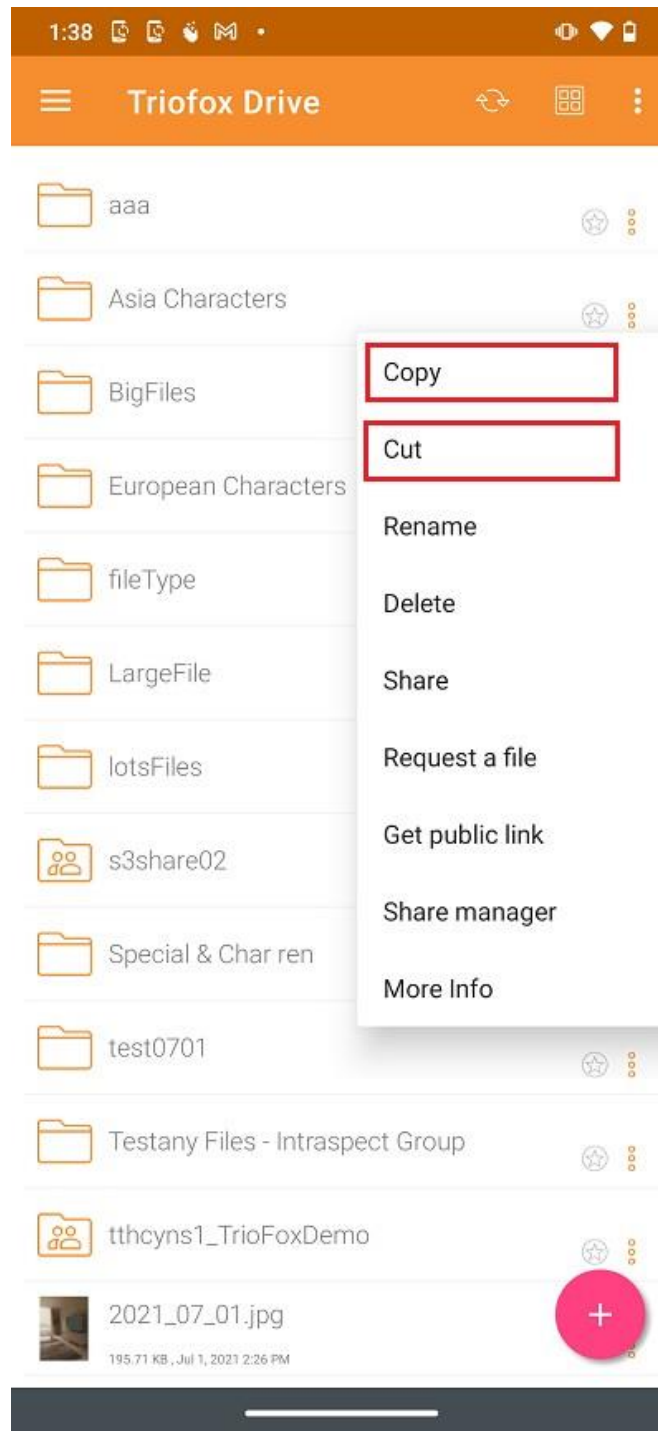 1:38
Triofox Drive
aaa
Asia Characters
BigFiles
European Characters
fileType
LargeFile
lotsFiles
s3share02
Special & Char ren
test0701
Testany Files - Intraspect Group
tthcyns1_TrioFoxDemo
2021_07_01.jpg
195.71 KB , Jul 1, 2021 2:26 PM
Copy
Cut
Rename
Delete
Share
Request a file
Get public link
Share manager
More Info